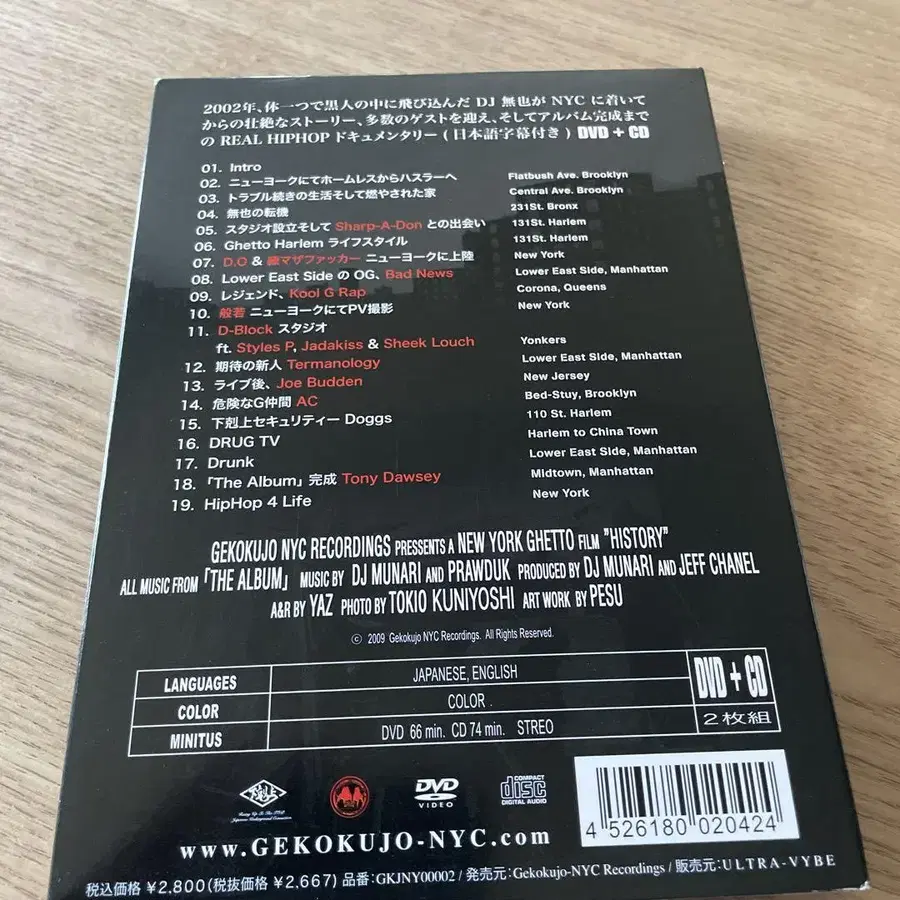 2002年、体一つで黒人の中に飛び込んだ DJ 無也が NYC に着いて
からの壮絶なストーリー、多数のゲストを迎え、そしてアルバム完成まで
の REAL HIPHOP ドキュメンタリー ( 日本語字幕付き ) DVD + CD
01. Intro
02. ニューヨークにてホームレスからハスラーへ Flatbush Ave. Brooklyn
03. トラブル続きの生活そして燃やされた家 Central Ave. Brooklyn
04. 無也の転機 231St. Bronx
05. スタジオ設立そして Sharp-A-Don との出会い 131St. Harlem
06. Ghetto Harlem ライフスタイル 131St. Harlem
07. D.O & 練マザファッカー ニューヨークに上陸 New York
08. Lower East Side の OG、Bad News Lower East Side, Manhattan
09. レジェンド、Kool G Rap Corona, Queens
10. 般若 ニューヨークにてPV撮影 New York
11. D-Block スタジオ
ft. Styles P, Jadakiss & Sheek Louch Yonkers
12. 期待の新人 Termanology Lower East Side, Manhattan
13. ライブ後、Joe Budden New Jersey
14. 危険なG仲間 AC Bed-Stuy, Brooklyn
15. 下剋上セキュリティー Doggs 110 St. Harlem
16. DRUG TV Harlem to China Town
17. Drunk Lower East Side, Manhattan
18. 「The Album」完成 Tony Dawsey Midtown, Manhattan
19. HipHop 4 Life New York
GEKOKUJO NYC RECORDINGS PRESSENTS A NEW YORK GHETTO FILM "HISTORY"
ALL MUSIC FROM 「THE ALBUM」 MUSIC BY DJ MUNARI AND PRAWDUK PRODUCED BY DJ MUNARI AND JEFF CHANEL
A&R BY YAZ PHOTO BY TOKIO KUNIYOSHI ART WORK BY PESU
© 2009 Gekokujo NYC Recordings. All Rights Reserved.
LANGUAGES JAPANESE, ENGLISH DVD + CD
COLOR COLOR 2枚組
MINITUS DVD 66 min. CD 74 min. STREO
DVD VIDEO
COMPACT disc DIGITAL AUDIO
4 526180 020424
www.GEKOKUJO-NYC.com
税込価格 ¥2,800(税抜価格 ¥2,667) 品番:GKJNY00002 / 発売元:Gekokujo-NYC Recordings / 販売元:ULTRA-VYBE